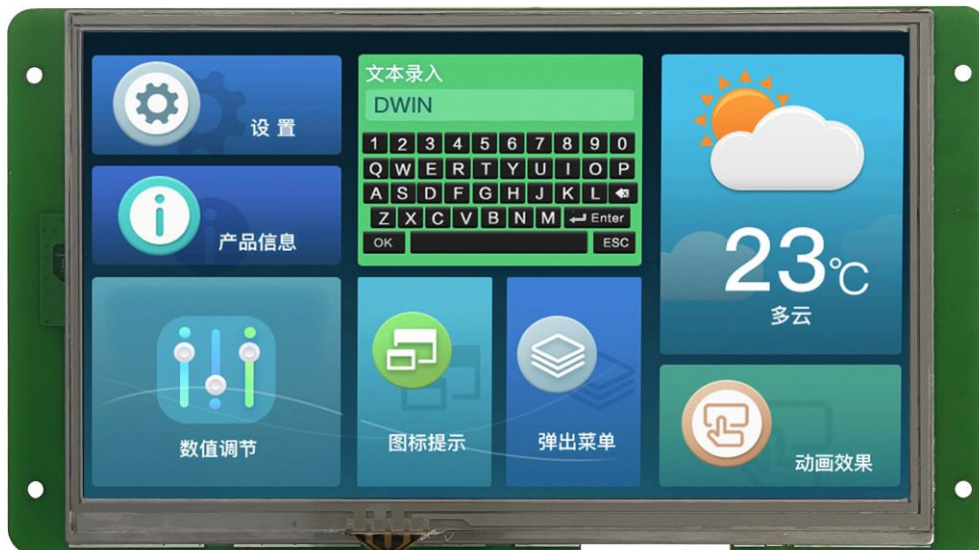 设置
产品信息
数值调节
文本录入
DWIN
1 2 3 4 5 6 7 8 9 0
Q W E R T Y U I O P
A S D F G H J K L
Z X C V B N M Enter
OK ESC
图标提示
弹出菜单
23℃
多云
动画效果